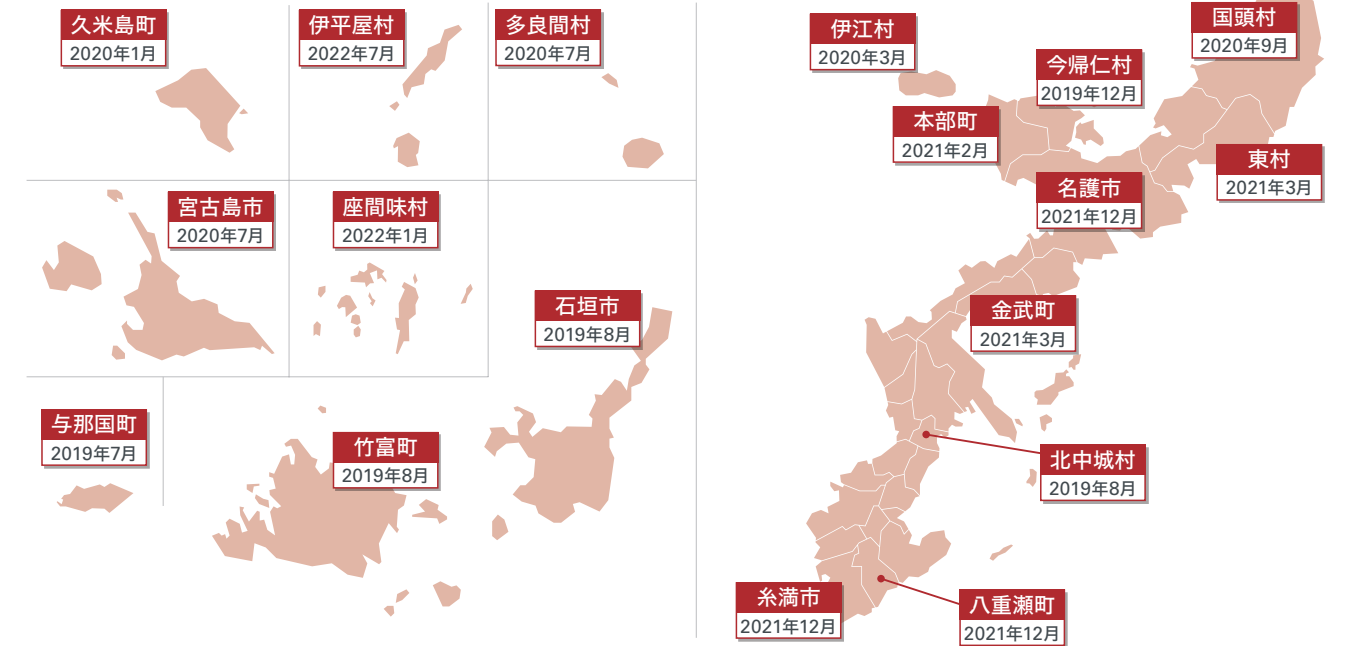 久米島町
2020年1月
伊平屋村
2022年7月
多良間村
2020年7月
宮古島市
2020年7月
座間味村
2022年1月
石垣市
2019年8月
与那国町
2019年7月
竹富町
2019年8月
伊江村
2020年3月
国頭村
2020年9月
今帰仁村
2019年12月
本部町
2021年2月
東村
2021年3月
名護市
2021年12月
金武町
2021年3月
北中城村
2019年8月
糸満市
2021年12月
八重瀬町
2021年12月